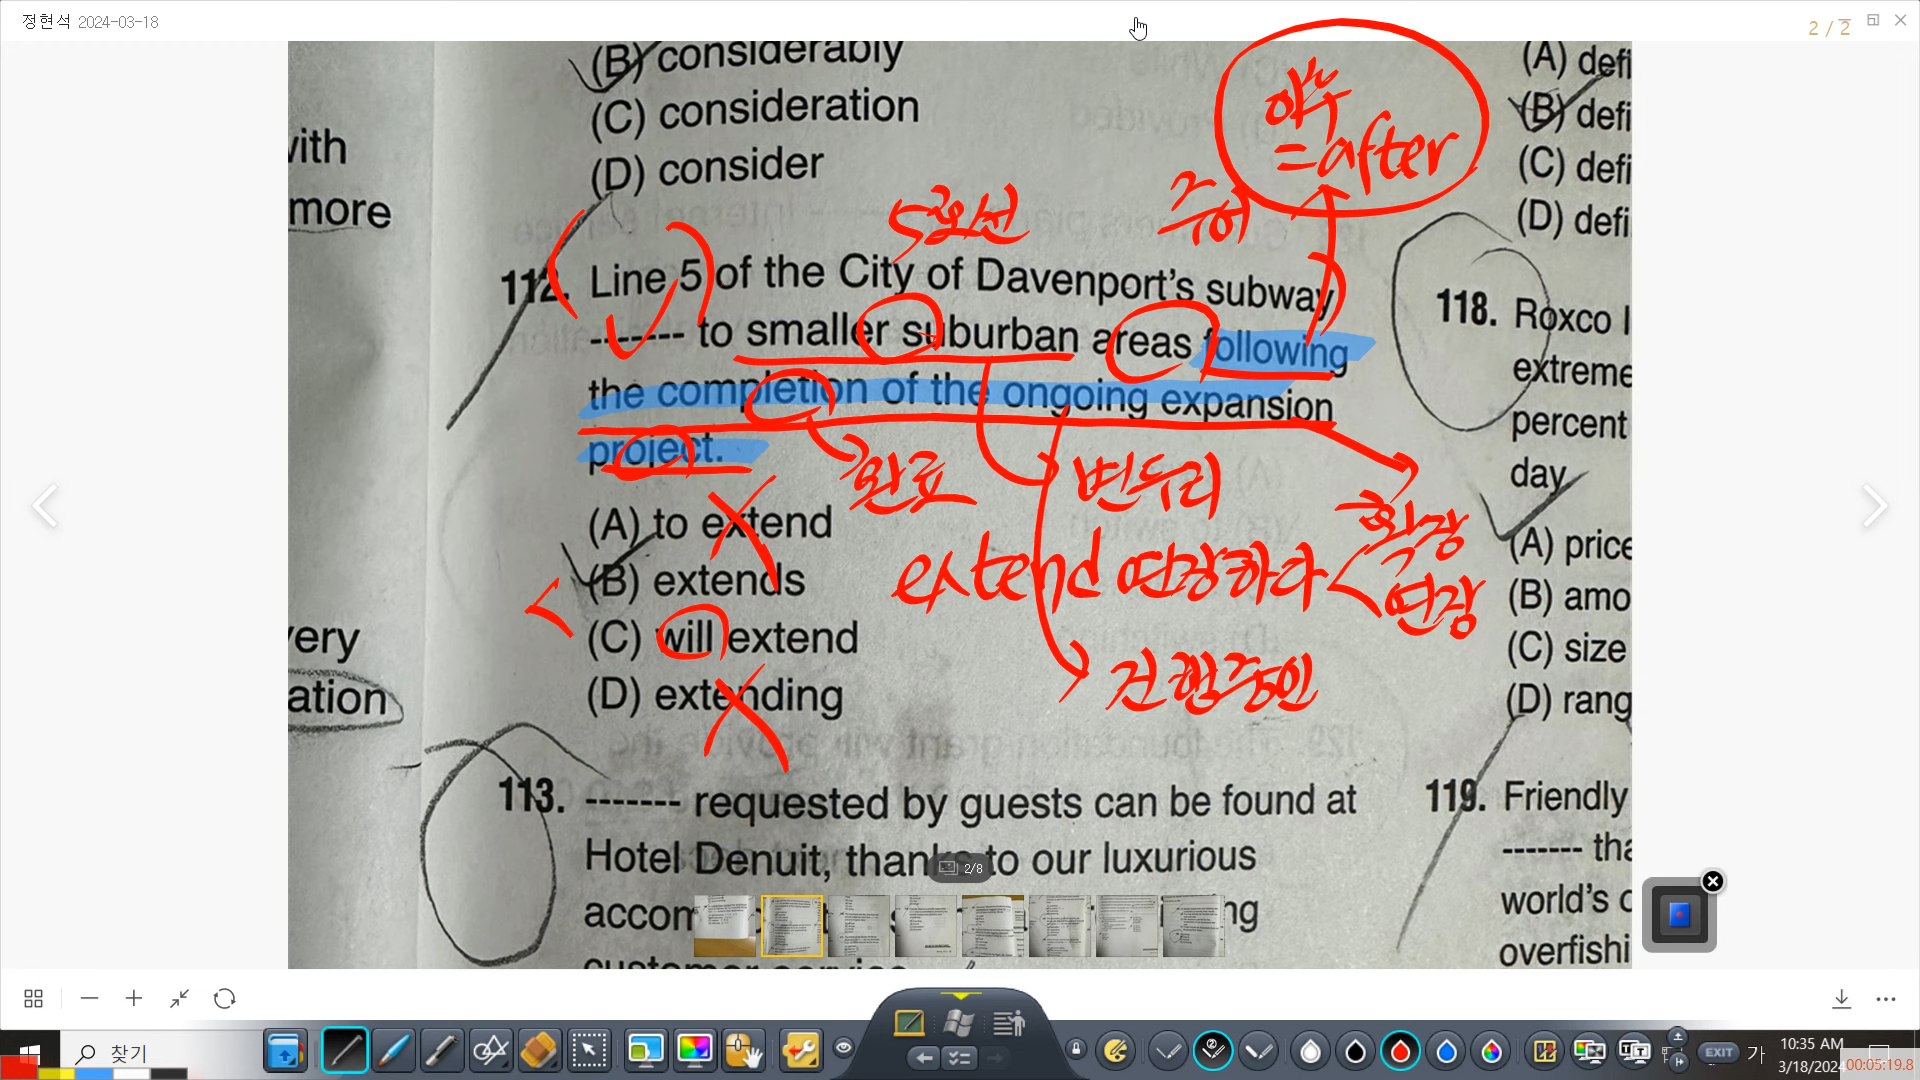 정현석 2024-03-18
2 / 2
with
more
very
ation
(B) considerably
(C) consideration
(D) consider
이후
=after
5호선
주어
112. Line 5 of the City of Davenport's subway
------- to smaller suburban areas following
the completion of the ongoing expansion
project.
완료
변두리
확장
extend 연장하다
연장
진행중인
(A) to extend
(B) extends
(C) will extend
(D) extending
113. ------- requested by guests can be found at
Hotel Denuit, thanks to our luxurious
accom
ng
customer service
(A) defi
(B) defi
(C) defi
(D) defi
118. Roxco
extreme
percent
day
(A) price
(B) amo
(C) size
(D) rang
119. Friendly
------- tha
world's c
overfishi
2/8
찾기
EXIT
가
10:35 AM
3/18/2024
00:05:19.8